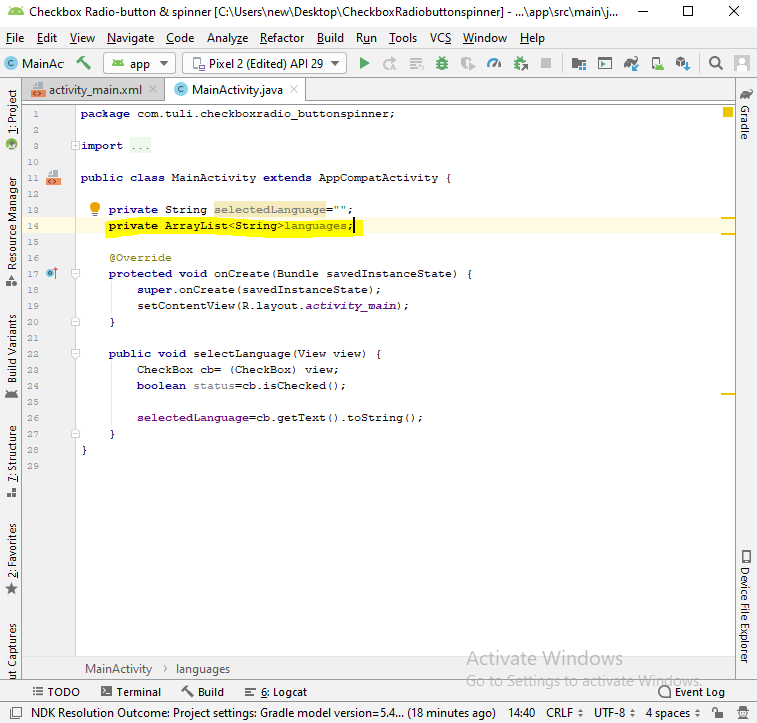 Checkbox Radio-button & spinner [C:\Users\new\Desktop\CheckboxRadiobuttonspinner] - ...\app\src\main\j...
File Edit View Navigate Code Analyze Refactor Build Run Tools VCS Window Help
MainAc app Pixel 2 (Edited) API 29
activity_main.xml MainActivity.java
1 package com.tuli.checkboxradio_buttonspinner;
2
3 import ...
10
11 public class MainActivity extends AppCompatActivity {
12
13 private String selectedLanguage="";
14 private ArrayList<String>languages;
15
16 @Override
17 protected void onCreate(Bundle savedInstanceState) {
18 super.onCreate(savedInstanceState);
19 setContentView(R.layout.activity_main);
20 }
21
22 public void selectLanguage(View view) {
23 CheckBox cb= (CheckBox) view;
24 boolean status=cb.isChecked();
25
26 selectedLanguage=cb.getText().toString();
27 }
28 }
29
1: Project
Resource Manager
Build Variants
7: Structure
2: Favorites
ut Captures
Gradle
Device File Explorer
MainActivity > languages
Activate Windows
Go to Settings to activate Windows.
TODO Terminal Build 6: Logcat Event Log
NDK Resolution Outcome: Project settings: Gradle model version=5.4... (18 minutes ago) 14:40 CRLF UTF-8 4 spaces